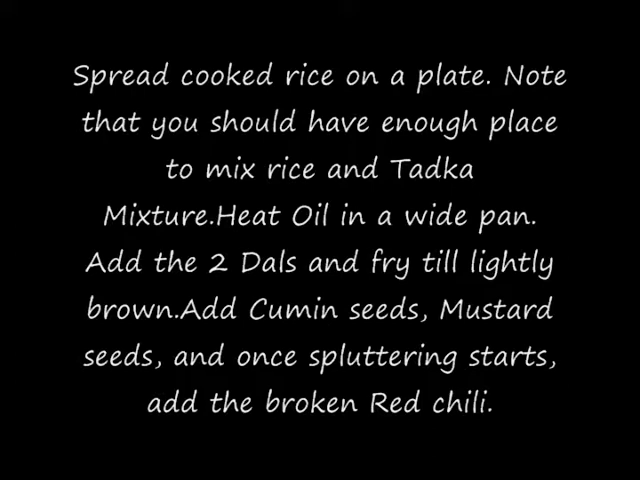 Spread cooked rice on a plate. Note
that you should have enough place
to mix rice and Tadka
Mixture.Heat Oil in a wide pan.
Add the 2 Dals and fry till lightly
brown.Add Cumin seeds, Mustard
seeds, and once spluttering starts,
add the broken Red chili.